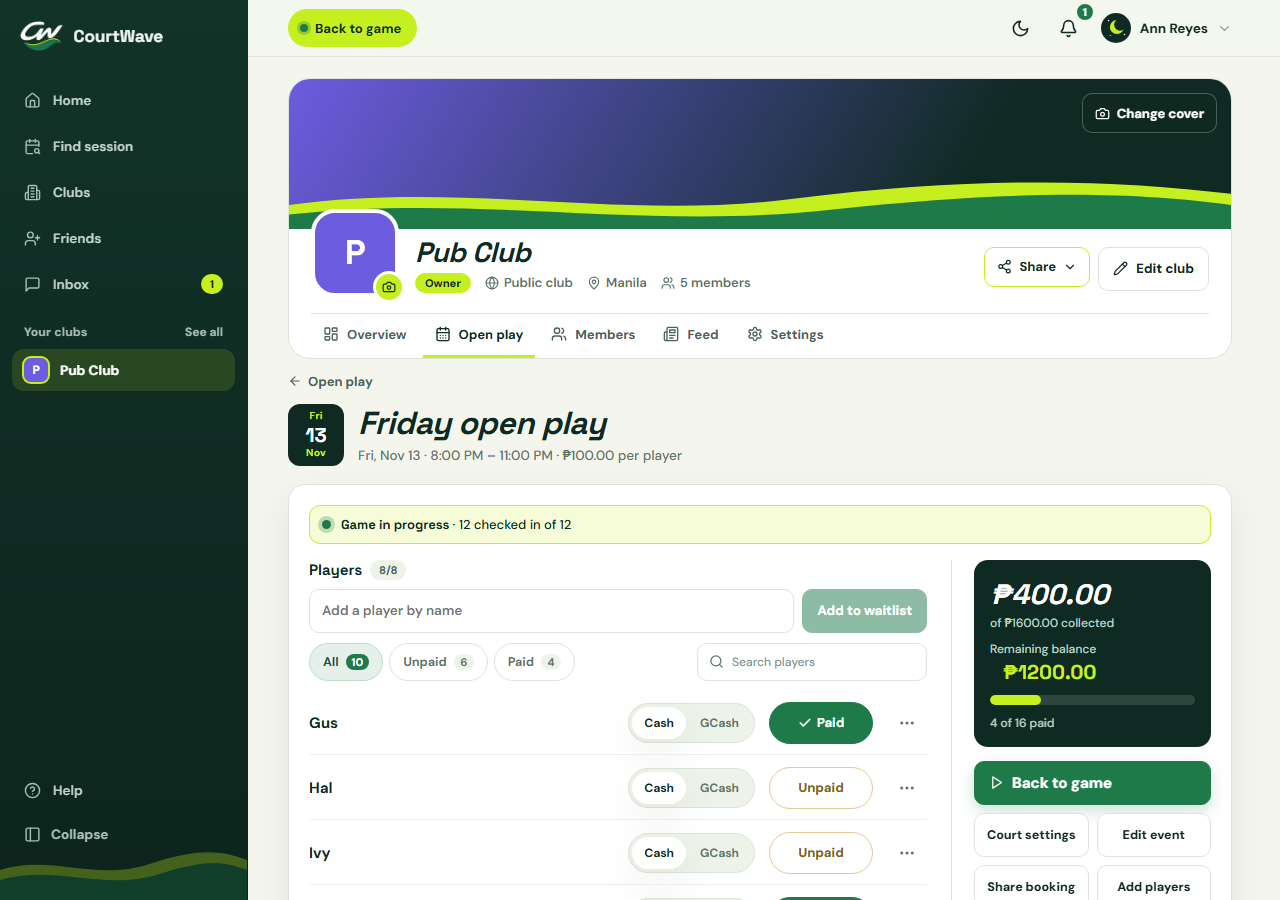 CW CourtWave
Back to game
1
Ann Reyes
Home
Find session
Clubs
Friends
Inbox
1
Your clubs
See all
P
Pub Club
Help
Collapse
Change cover
P
Pub Club
Owner
Public club
Manila
5 members
Share
Edit club
Overview
Open play
Members
Feed
Settings
Open play
Fri
13
Nov
Friday open play
Fri, Nov 13 · 8:00 PM – 11:00 PM · ₱100.00 per player
Game in progress · 12 checked in of 12
Players 8/8
Add a player by name
Add to waitlist
All 10
Unpaid 6
Paid 4
Search players
Gus
Cash
GCash
Paid
Hal
Cash
GCash
Unpaid
Ivy
Cash
GCash
Unpaid
₱400.00
of ₱1600.00 collected
Remaining balance
₱1200.00
4 of 16 paid
Back to game
Court settings
Edit event
Share booking
Add players